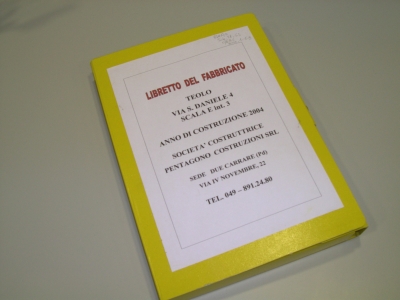 LIBRETTO DEL FABBRICATO
TEOLO
VIA S. DANIELE 4
SCALA E int. 3
ANNO DI COSTRUZIONE 2004
SOCIETA' COSTRUTTRICE
PENTAGONO COSTRUZIONI SRL
SEDE DUE CARRARE (Pd)
VIA IV NOVEMBRE, 22
TEL. 049 – 891.24.80